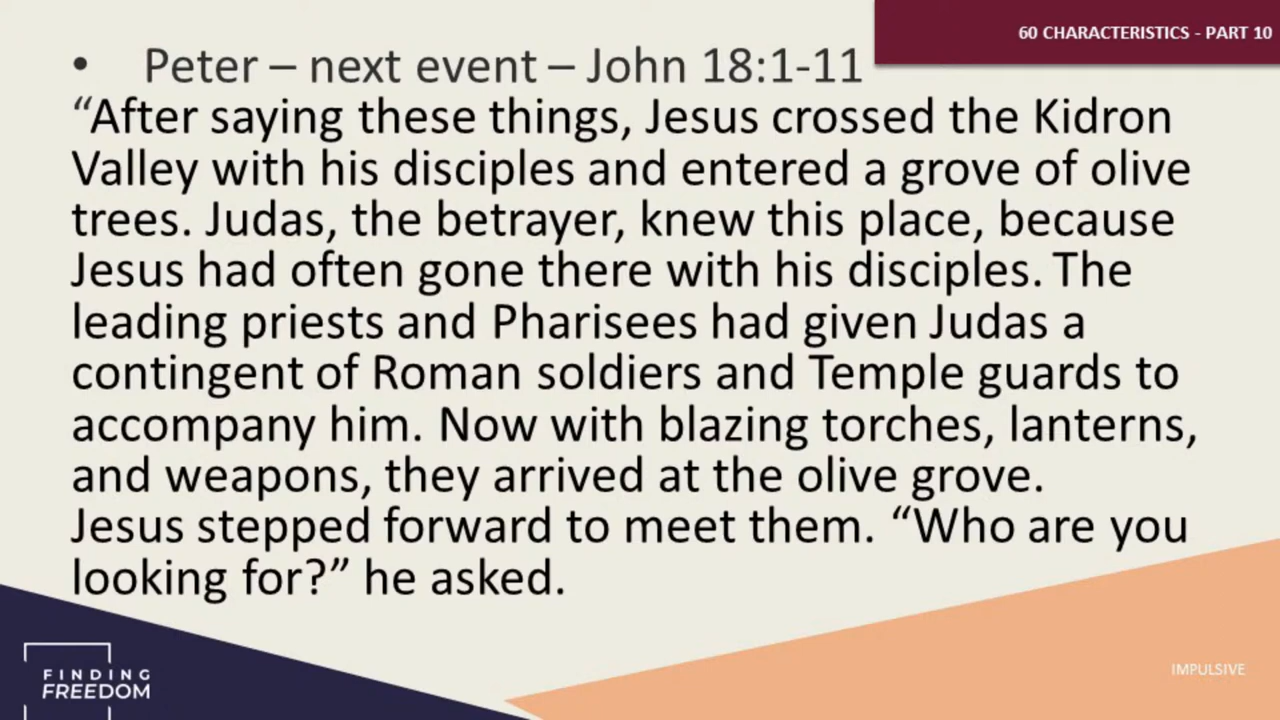 60 CHARACTERISTICS - PART 10
• Peter – next event – John 18:1-11
“After saying these things, Jesus crossed the Kidron
Valley with his disciples and entered a grove of olive
trees. Judas, the betrayer, knew this place, because
Jesus had often gone there with his disciples. The
leading priests and Pharisees had given Judas a
contingent of Roman soldiers and Temple guards to
accompany him. Now with blazing torches, lanterns,
and weapons, they arrived at the olive grove.
Jesus stepped forward to meet them. “Who are you
looking for?” he asked.
FINDING
FREEDOM
IMPULSIVE